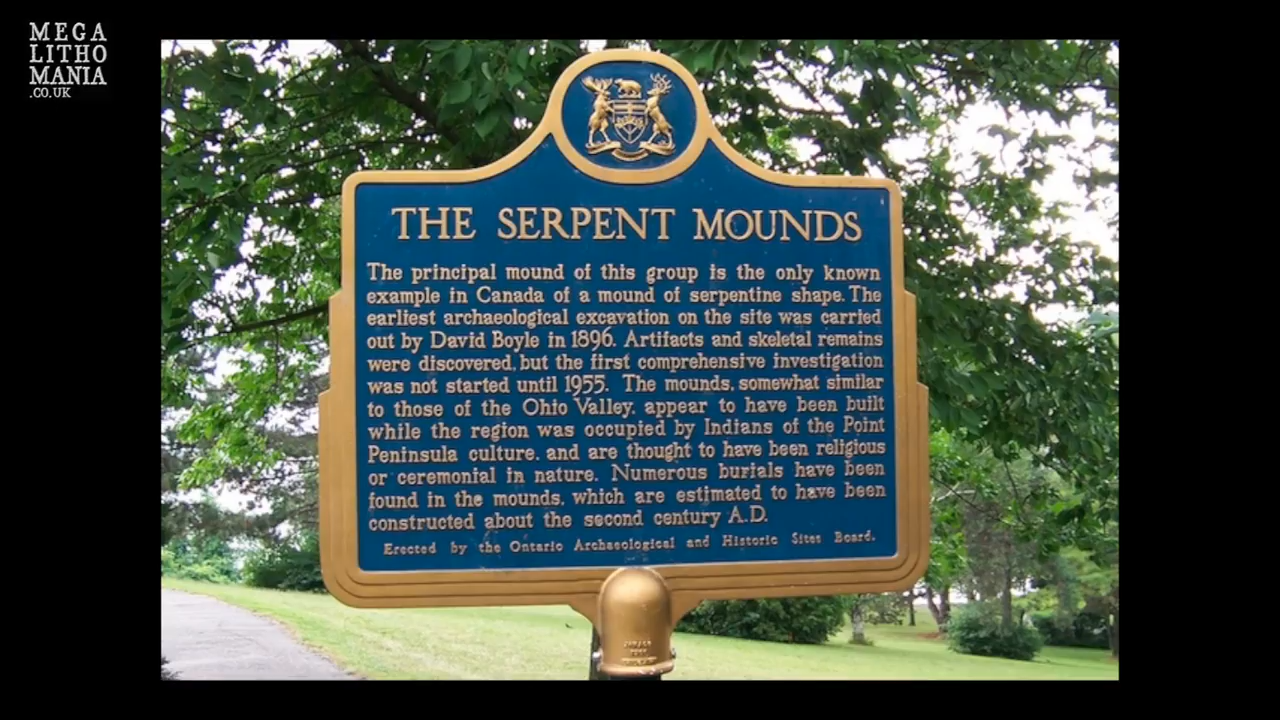 MEGA
LITHO
MANIA
.CO.UK
THE SERPENT MOUNDS
The principal mound of this group is the only known
example in Canada of a mound of serpentine shape. The
earliest archaeological excavation on the site was carried
out by David Boyle in 1896. Artifacts and skeletal remains
were discovered, but the first comprehensive investigation
was not started until 1955. The mounds, somewhat similar
to those of the Ohio Valley, appear to have been built
while the region was occupied by Indians of the Point
Peninsula culture, and are thought to have been religious
or ceremonial in nature. Numerous burials have been
found in the mounds, which are estimated to have been
constructed about the second century A.D.
Erected by the Ontario Archaeological and Historic Sites Board.